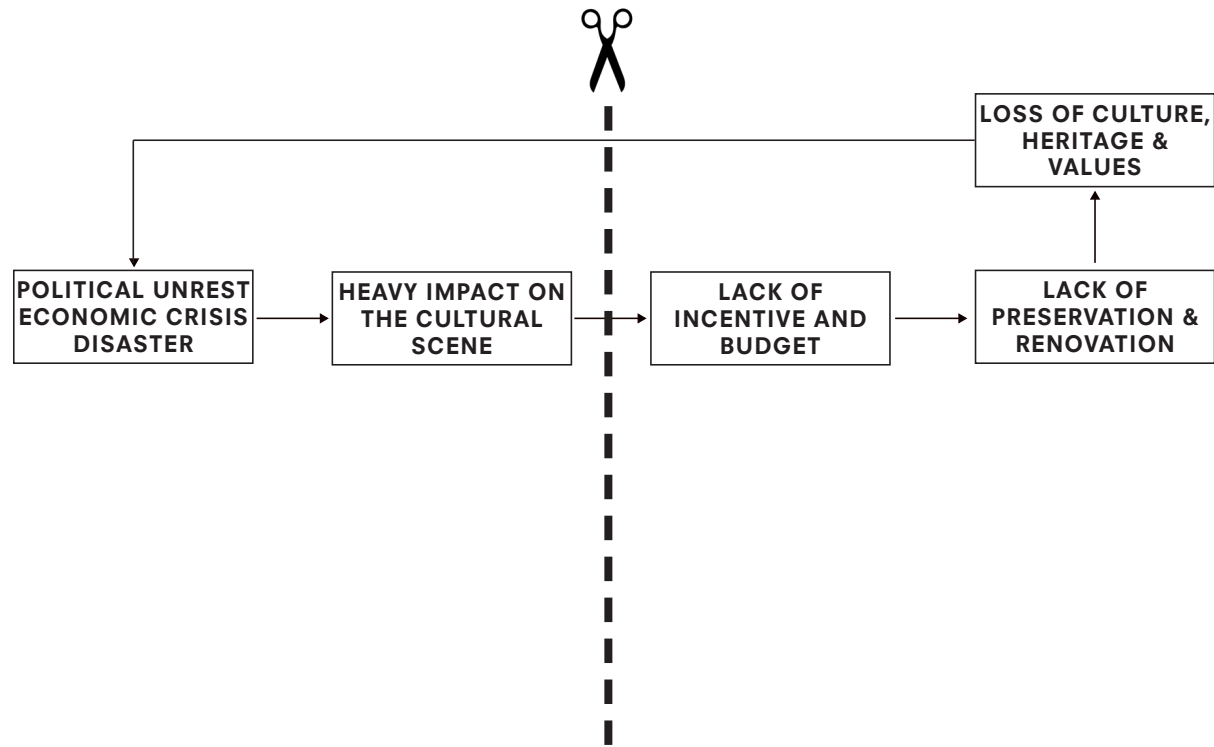 LOSS OF CULTURE,
HERITAGE &
VALUES
POLITICAL UNREST
ECONOMIC CRISIS
DISASTER
HEAVY IMPACT ON
THE CULTURAL
SCENE
LACK OF
INCENTIVE AND
BUDGET
LACK OF
PRESERVATION &
RENOVATION